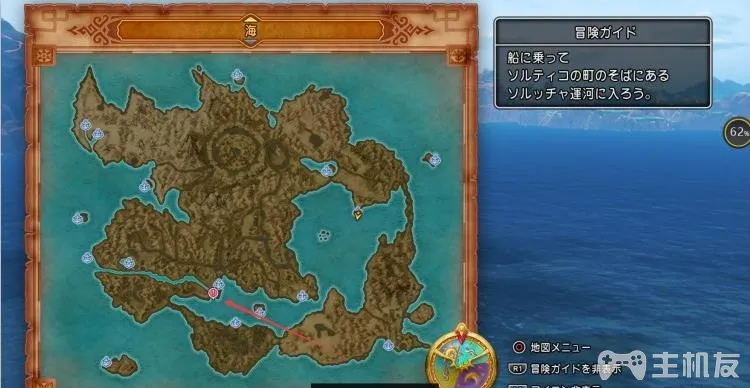 海
冒険ガイド
船に乗って
ソルティコの町のそばにある
ソルッチャ運河に入ろう。
62%
地図メニュー
R1 冒険ガイドを非表示
主机友